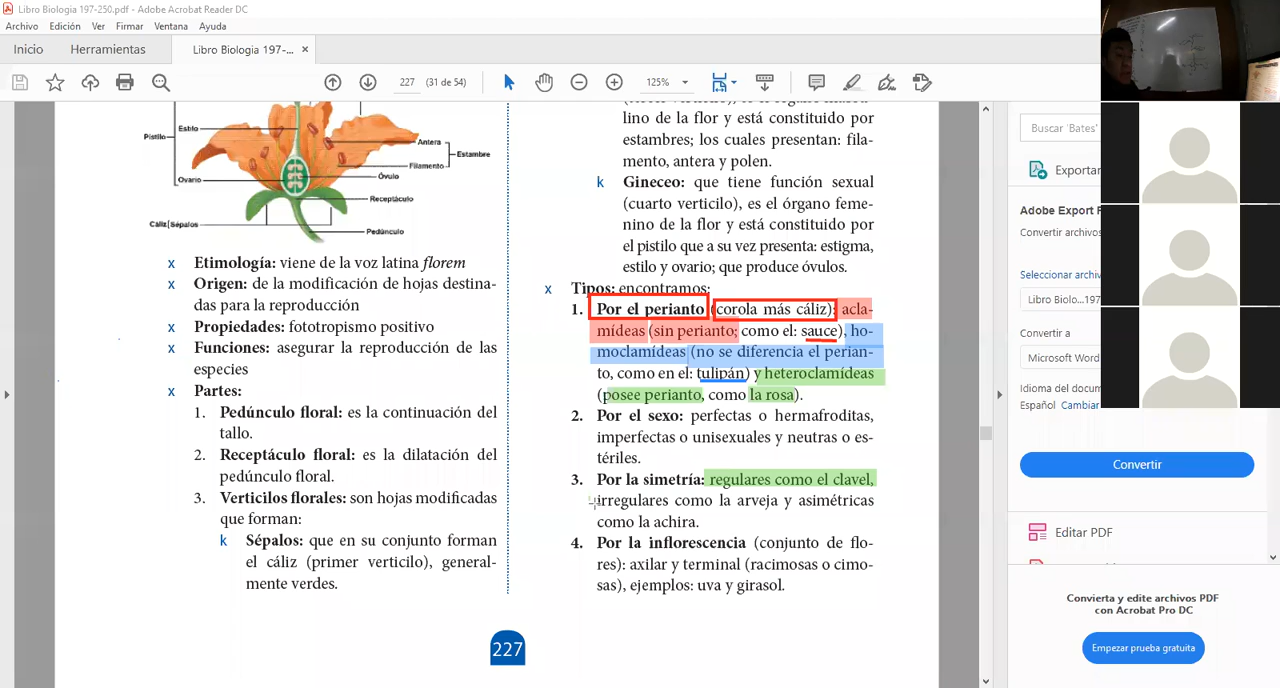 Libro Biologia 197-250.pdf - Adobe Acrobat Reader DC
Archivo Edición Ver Firmar Ventana Ayuda
Inicio Herramientas Libro Biologia 197-... ×
227 (31 de 54) 125%
Estilo
Pistilo
Antera
Estambre
Filamento
Óvulo
Ovario
Receptáculo
Cáliz Sépalos
Pedúnculo
x Etimología: viene de la voz latina florem
x Origen: de la modificación de hojas destina-
das para la reproducción
x Propiedades: fototropismo positivo
x Funciones: asegurar la reproducción de las
especies
x Partes:
1. Pedúnculo floral: es la continuación del
tallo.
2. Receptáculo floral: es la dilatación del
pedúnculo floral.
3. Verticilos florales: son hojas modificadas
que forman:
k Sépalos: que en su conjunto forman
el cáliz (primer verticilo), general-
mente verdes.
lino de la flor y está constituido por
estambres; los cuales presentan: fila-
mento, antera y polen.
k Gineceo: que tiene función sexual
(cuarto verticilo), es el órgano feme-
nino de la flor y está constituido por
el pistilo que a su vez presenta: estigma,
estilo y ovario; que produce óvulos.
x Tipos: encontramos:
1. Por el perianto (corola más cáliz): acla-
mídeas (sin perianto; como el: sauce), ho-
moclamídeas (no se diferencia el perian-
to, como en el: tulipán) y heteroclamídeas
(posee perianto, como la rosa).
2. Por el sexo: perfectas o hermafroditas,
imperfectas o unisexuales y neutras o es-
tériles.
3. Por la simetría: regulares como el clavel,
irregulares como la arveja y asimétricas
como la achira.
4. Por la inflorescencia (conjunto de flo-
res): axilar y terminal (racimosas o cimo-
sas), ejemplos: uva y girasol.
227
Buscar 'Bates'
Exportar
Adobe Export
Convertir archivos
Seleccionar archivo
Libro Biolo...197
Convertir a
Microsoft Word
Idioma del docum
Español Cambiar
Convertir
Editar PDF
Convierta y edite archivos PDF
con Acrobat Pro DC
Empezar prueba gratuita